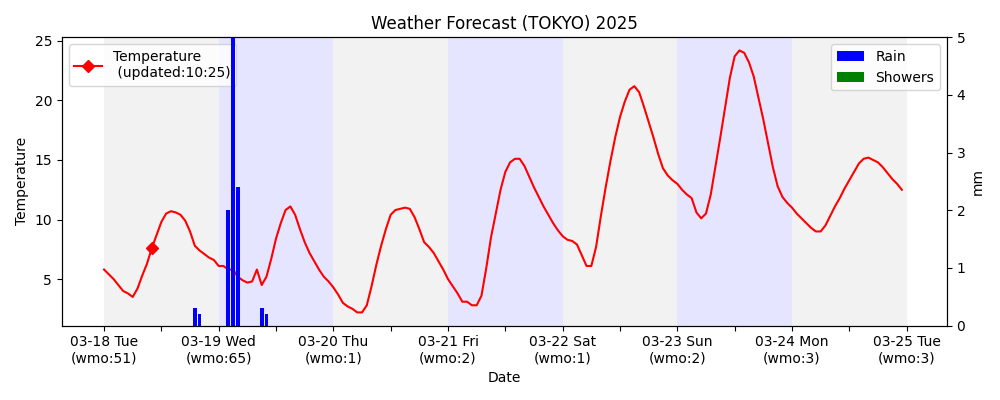 Weather Forecast (TOKYO) 2025
Temperature
(updated:10:25)
Rain
Showers
25
20
15
10
5
Temperature
5
4
3
2
1
0
mm
03-18 Tue
(wmo:51)
03-19 Wed
(wmo:65)
03-20 Thu
(wmo:1)
03-21 Fri
(wmo:2)
03-22 Sat
(wmo:1)
03-23 Sun
(wmo:2)
03-24 Mon
(wmo:3)
03-25 Tue
(wmo:3)
Date